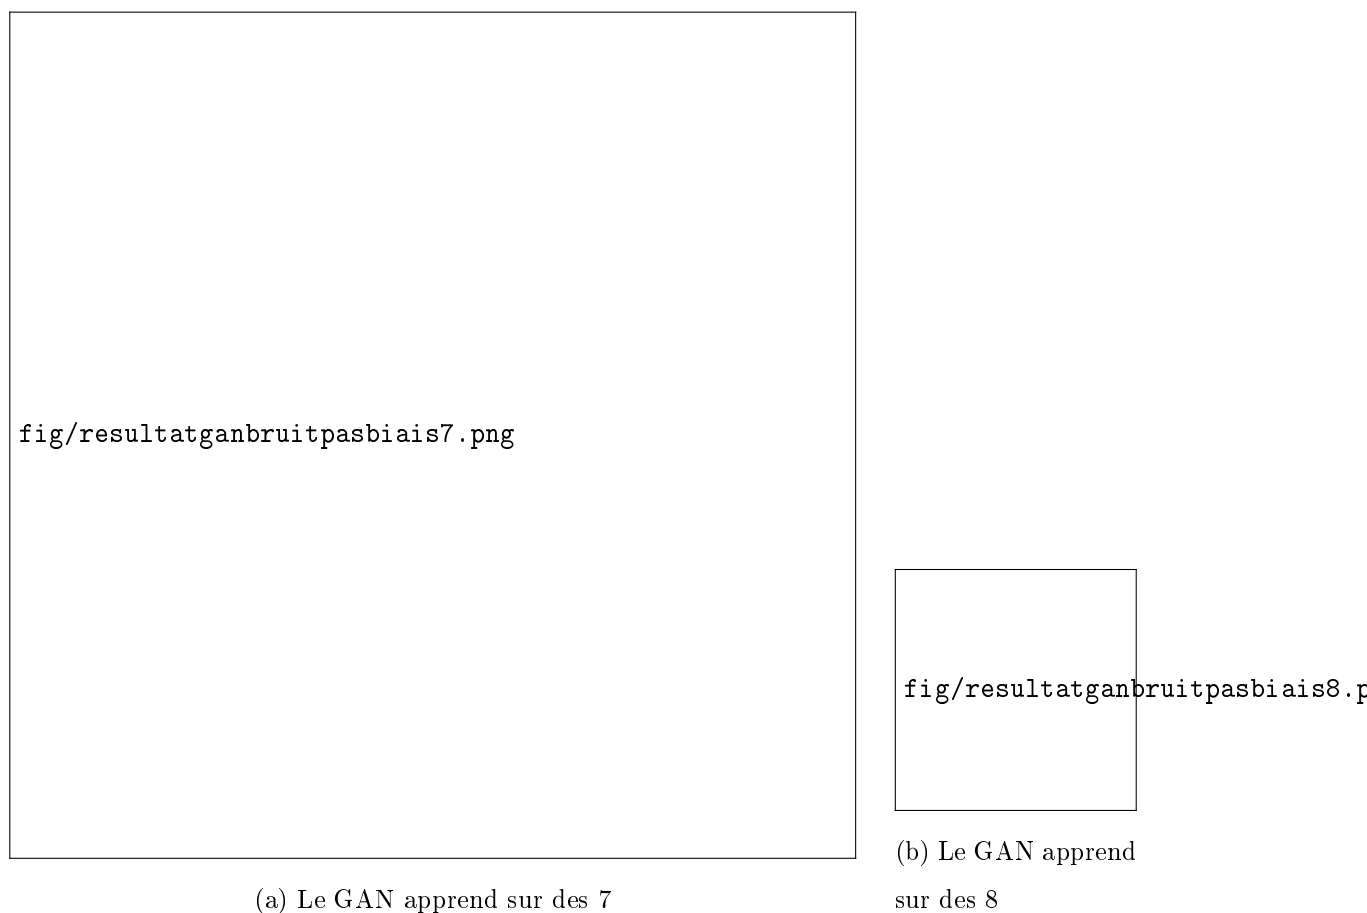 fig/resultatganbruitpasbiais7.png
(a) Le GAN apprend sur des 7
fig/resultatganbruitpasbiais8.p
(b) Le GAN apprend
sur des 8